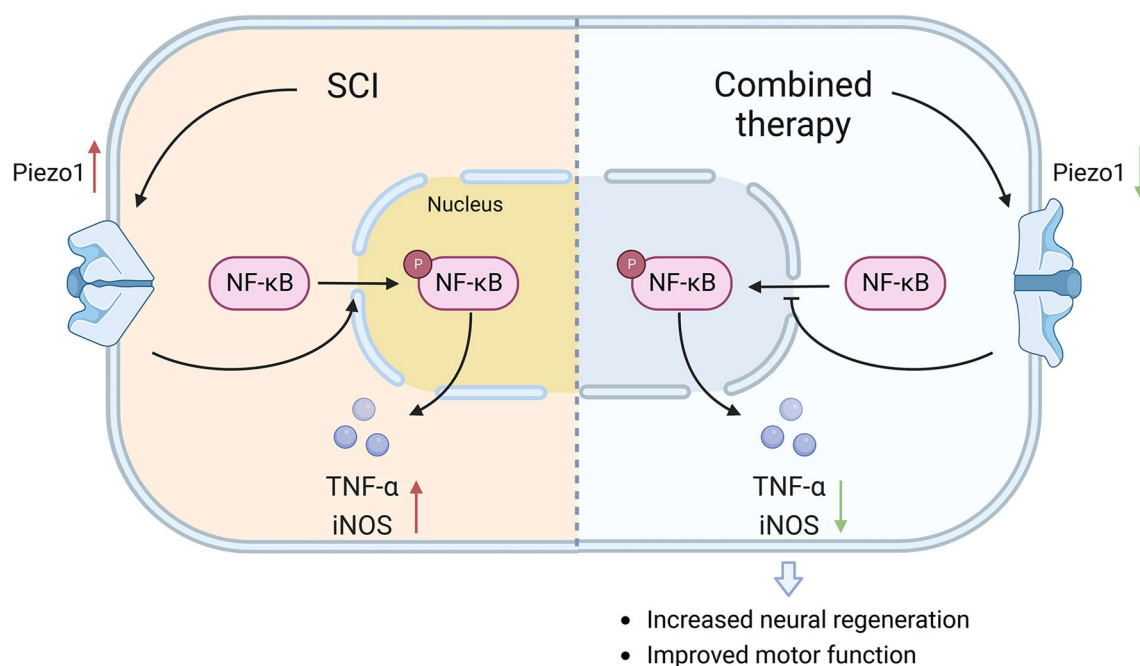 SCI
Combined
therapy
Piezo1
Piezo1
Nucleus
P
NF-κB
NF-κB
P
NF-κB
NF-κB
TNF-α
iNOS
TNF-α
iNOS
• Increased neural regeneration
• Improved motor function